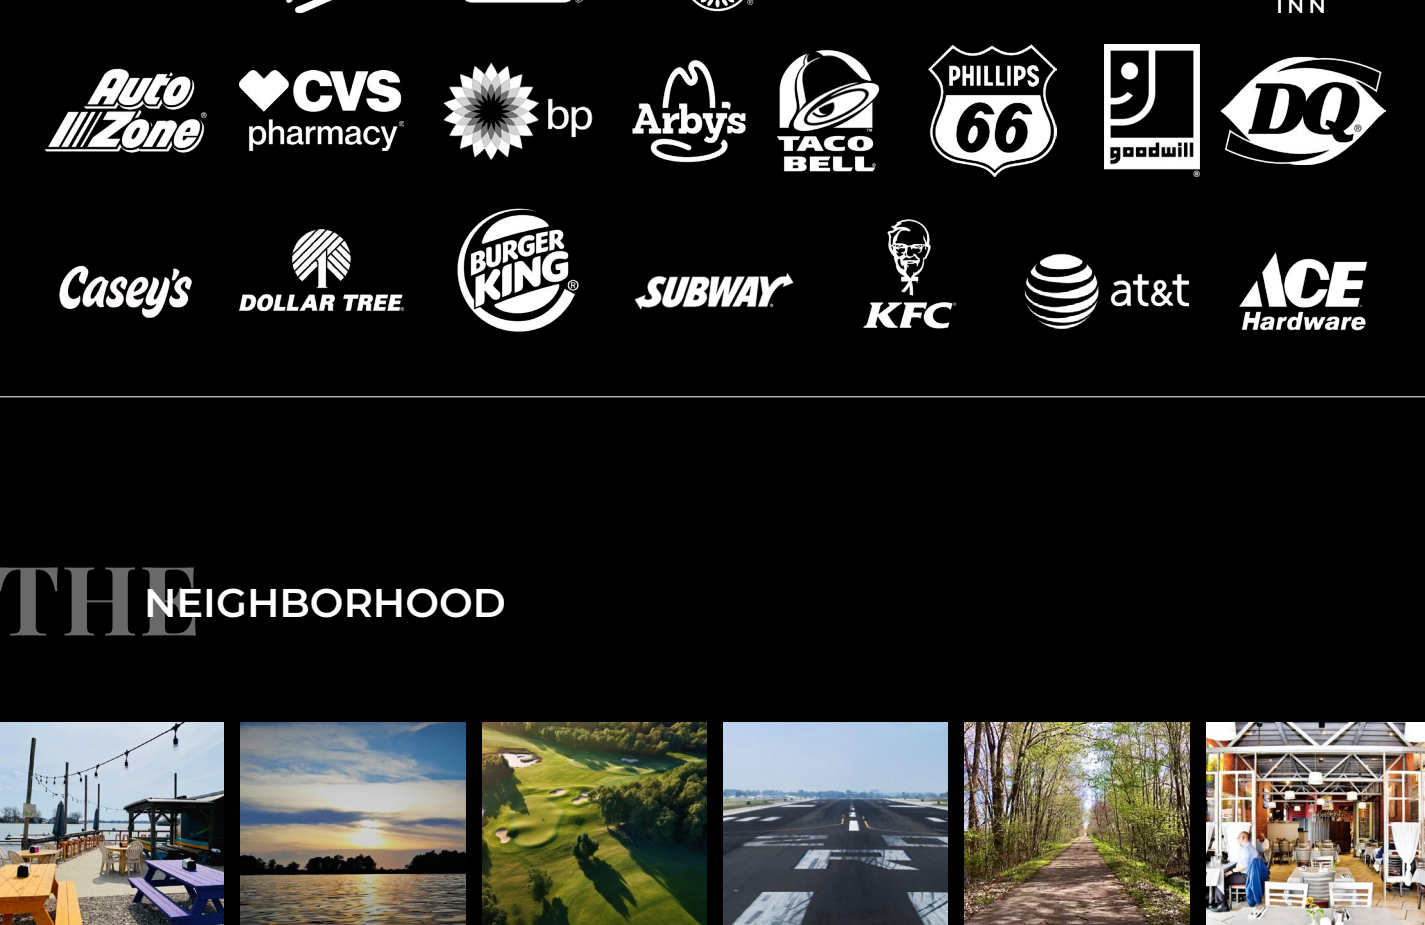 INN
Auto Zone
CVS pharmacy
bp
Arby's
TACO BELL
PHILLIPS 66
goodwill
DQ
Casey's
DOLLAR TREE
BURGER KING
SUBWAY
KFC
at&t
ACE Hardware
THE
NEIGHBORHOOD